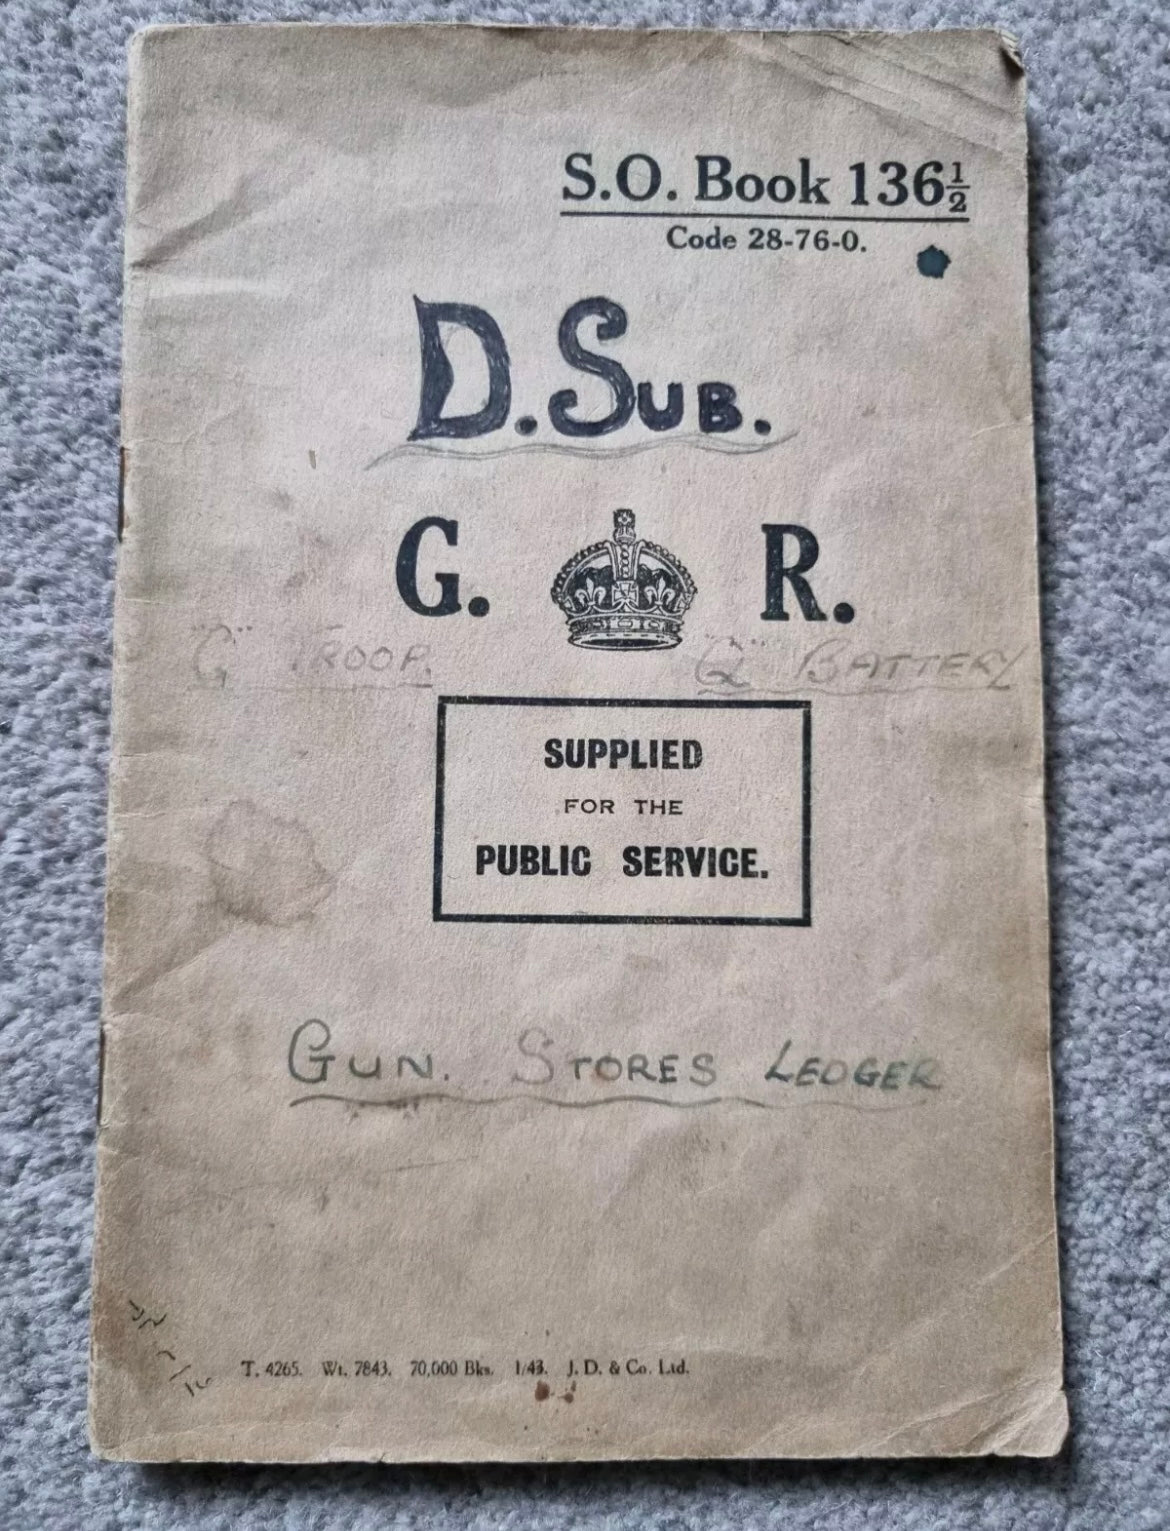 S.O. Book 136½
Code 28-76-0.
D. SUB.
G. R.
"G" TROOP. "Q" BATTERY
SUPPLIED
FOR THE
PUBLIC SERVICE.
GUN. STORES LEDGER
T. 4265. Wt. 7843. 70,000 Bks. 1/43. J. D. & Co. Ltd.